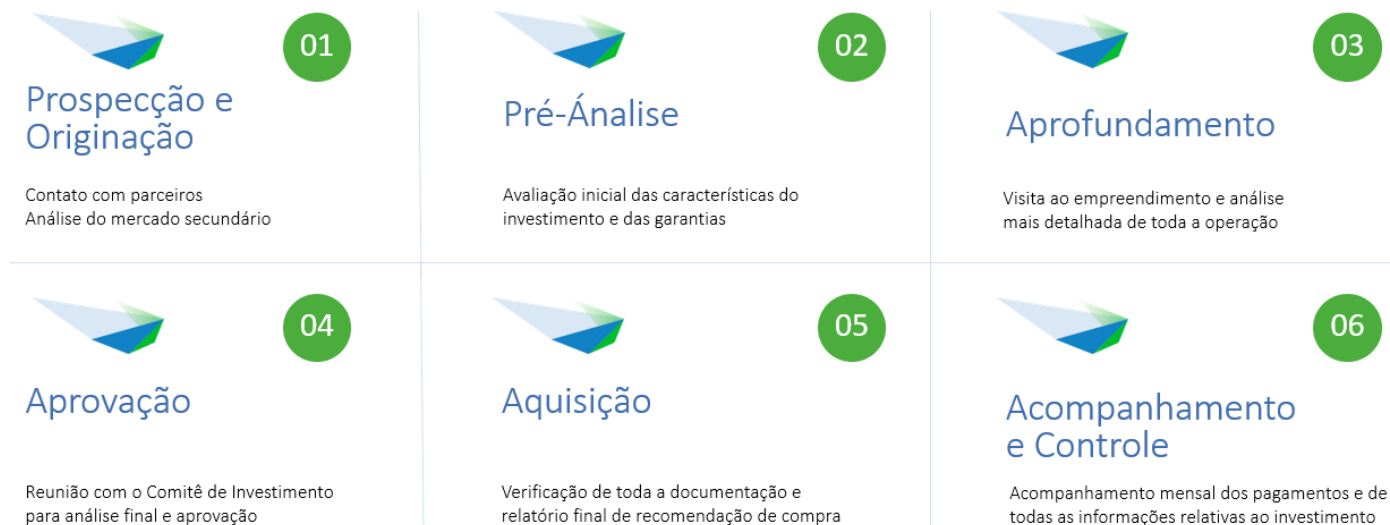 01
Prospecção e
Originação
Contato com parceiros
Análise do mercado secundário
02
Pré-Ánalise
Avaliação inicial das características do
investimento e das garantias
03
Aprofundamento
Visita ao empreendimento e análise
mais detalhada de toda a operação
04
Aprovação
Reunião com o Comitê de Investimento
para análise final e aprovação
05
Aquisição
Verificação de toda a documentação e
relatório final de recomendação de compra
06
Acompanhamento
e Controle
Acompanhamento mensal dos pagamentos e de
todas as informações relativas ao investimento